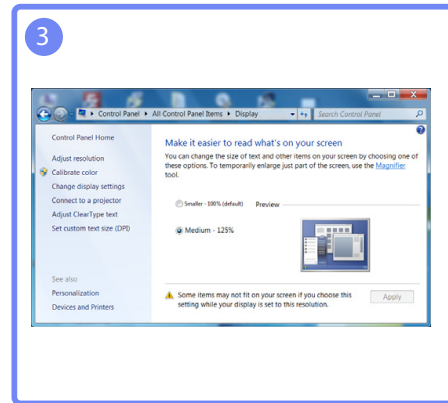 3
Control Panel ▸ All Control Panel Items ▸ Display
Search Control Panel
Control Panel Home
Adjust resolution
Calibrate color
Change display settings
Connect to a projector
Adjust ClearType text
Set custom text size (DPI)
See also
Personalization
Devices and Printers
Make it easier to read what's on your screen
You can change the size of text and other items on your screen by choosing one of
these options. To temporarily enlarge just part of the screen, use the Magnifier
tool.
Smaller - 100% (default) Preview
Medium - 125%
Some items may not fit on your screen if you choose this
setting while your display is set to this resolution.
Apply